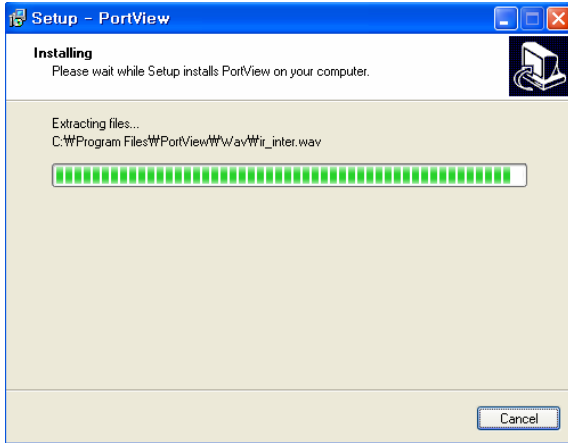 Setup - PortView
Installing
Please wait while Setup installs PortView on your computer.
Extracting files...
C:₩Program Files₩PortView₩Wav₩ir_inter.wav
Cancel